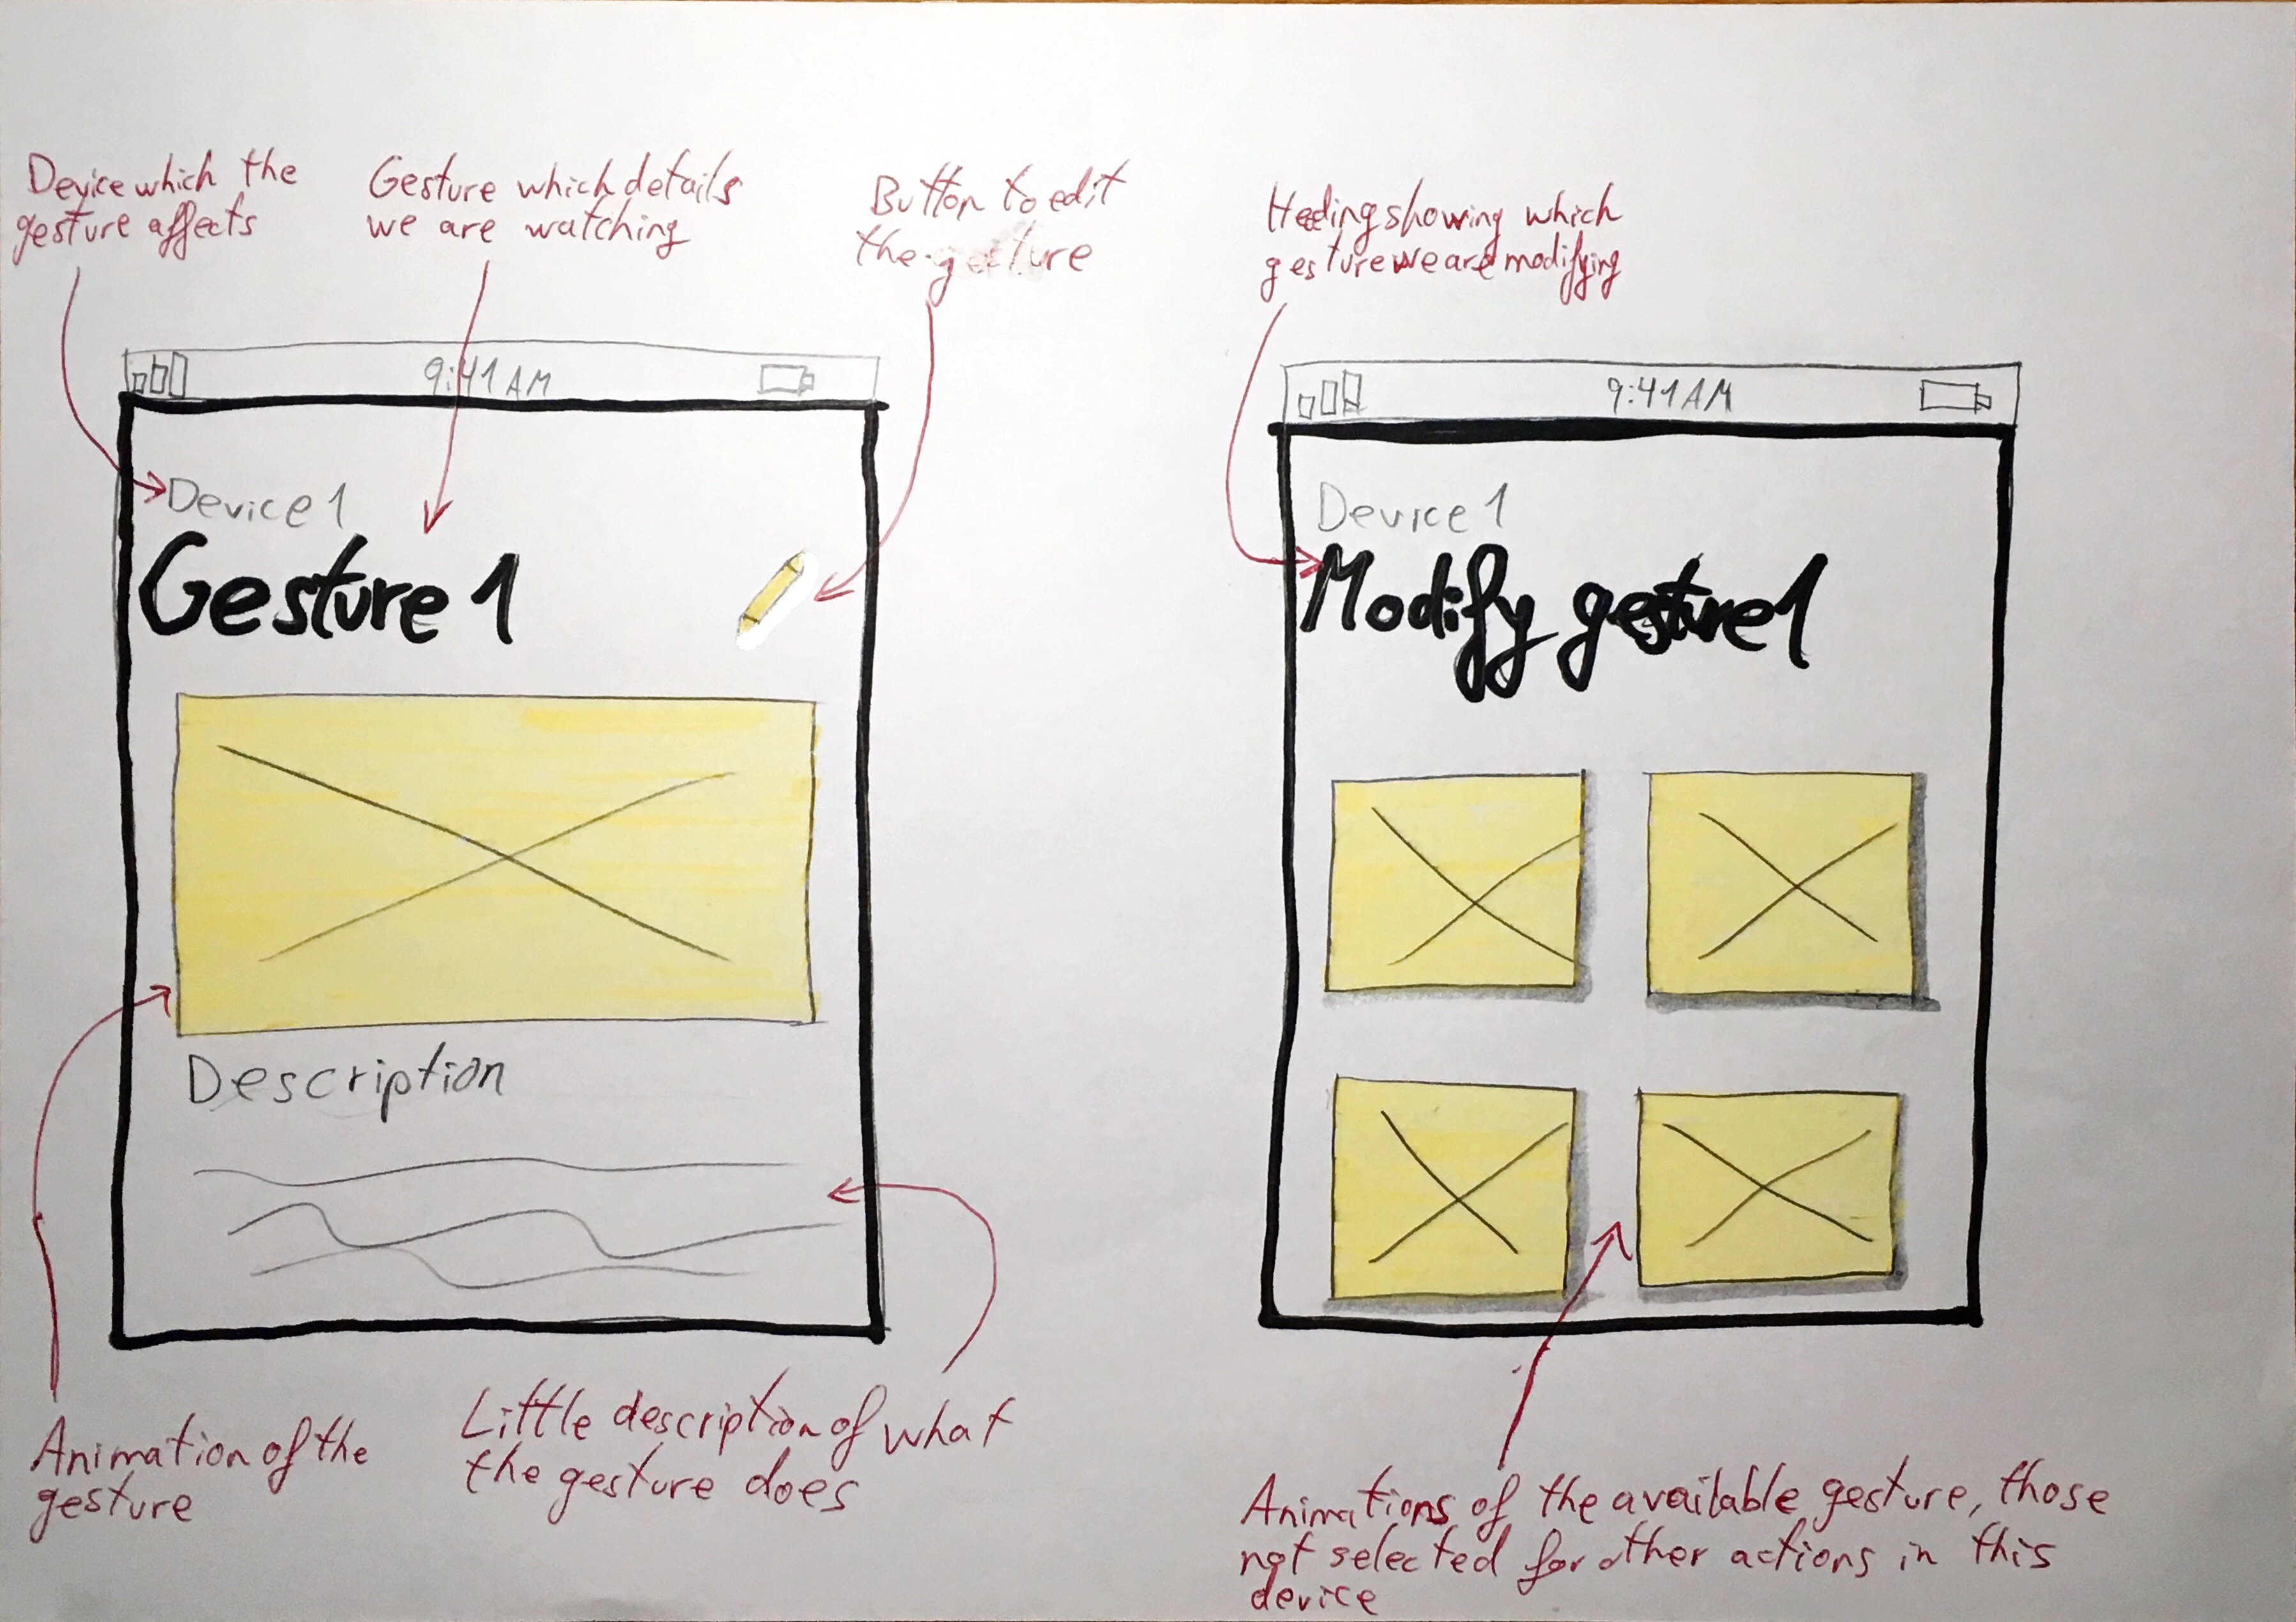 Device which the
gesture affects
Gesture which details
we are watching
Button to edit
the gesture
9:41 AM
Device 1
Gesture 1
Description
Animation of the
gesture
Little description of what
the gesture does
Heding showing which
gesture we are modifying
9:41 AM
Device 1
Modify gesture 1
Animations of the available gesture, those
not selected for other actions in this
device